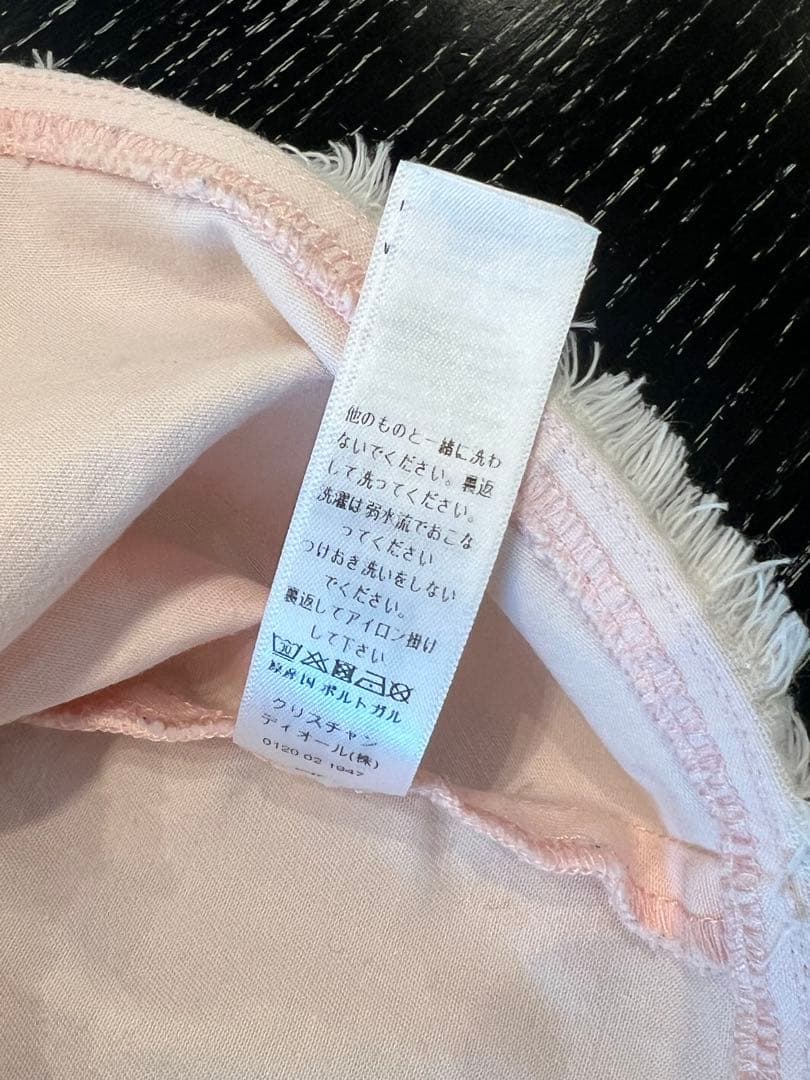 他のものと一緒に洗わ
ないでください。裏返
して洗ってください。
洗濯は弱水流でおこな
ってください
つけおき洗いをしない
でください。
裏返してアイロン掛け
して下さい
原産国 ポルトガル
クリスチャン
ディオール(株)
0120 02 1947